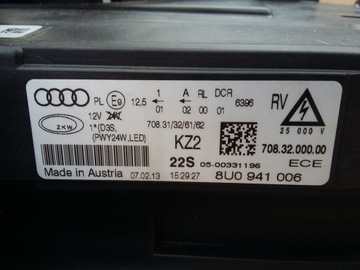 PL E9 12,5 1 A RL DCR RV
01 02 00 01 6396
12V
ZKW
1*(D3S, 708.31/32/61/62
(PWY24W,LED)
25 000 V
KZ2 708.32.000.00
22S 05-00331196 ECE
Made in Austria 07.02.13 15:29:27 8U0 941 006